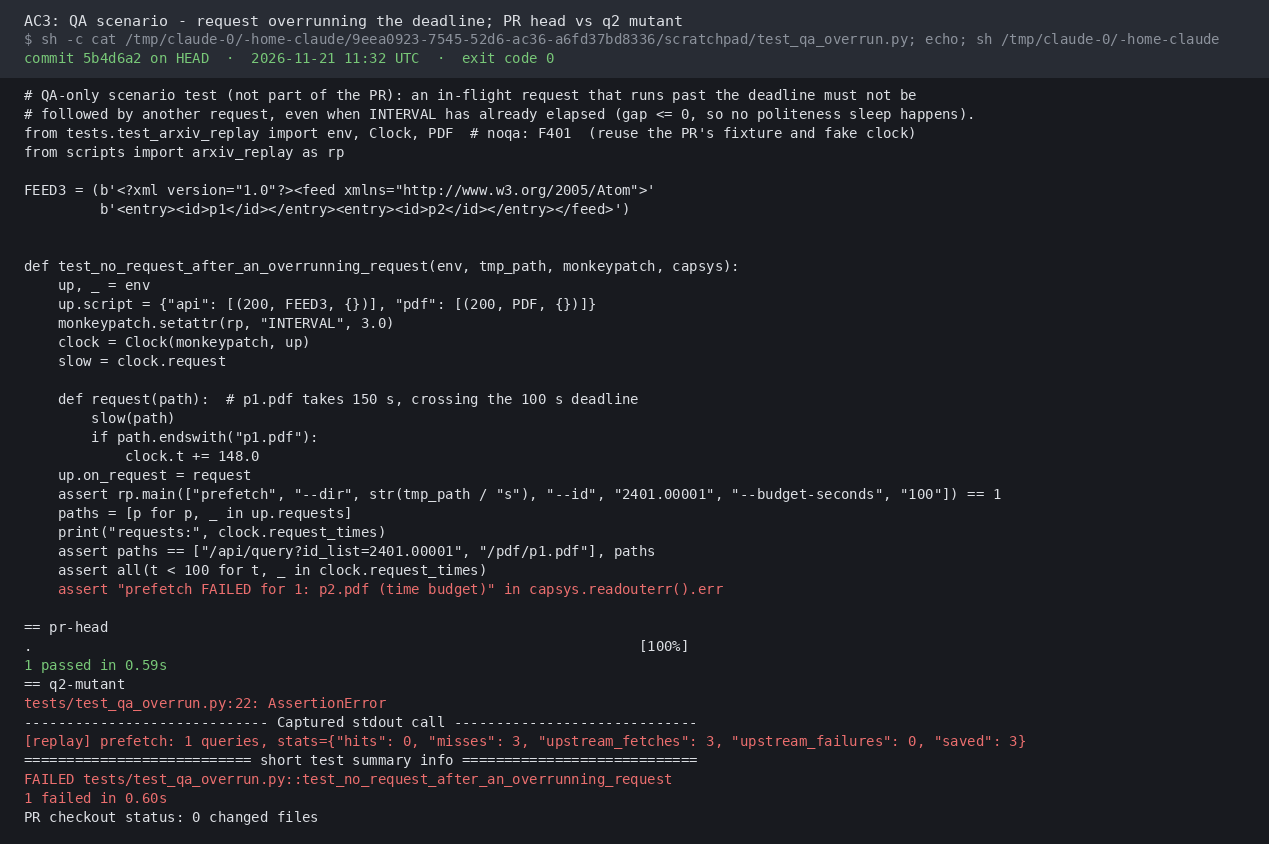 AC3: QA scenario - request overrunning the deadline; PR head vs q2 mutant
$ sh -c cat /tmp/claude-0/-home-claude/9eea0923-7545-52d6-ac36-a6fd37bd8336/scratchpad/test_qa_overrun.py; echo; sh /tmp/claude-0/-home-claude
commit 5b4d6a2 on HEAD  ·  2026-11-21 11:32 UTC  ·  exit code 0
# QA-only scenario test (not part of the PR): an in-flight request that runs past the deadline must not be
# followed by another request, even when INTERVAL has already elapsed (gap <= 0, so no politeness sleep happens).
from tests.test_arxiv_replay import env, Clock, PDF  # noqa: F401  (reuse the PR's fixture and fake clock)
from scripts import arxiv_replay as rp

FEED3 = (b'<?xml version="1.0"?><feed xmlns="http://www.w3.org/2005/Atom">'
         b'<entry><id>p1</id></entry><entry><id>p2</id></entry></feed>')


def test_no_request_after_an_overrunning_request(env, tmp_path, monkeypatch, capsys):
    up, _ = env
    up.script = {"api": [(200, FEED3, {})], "pdf": [(200, PDF, {})]}
    monkeypatch.setattr(rp, "INTERVAL", 3.0)
    clock = Clock(monkeypatch, up)
    slow = clock.request

    def request(path):  # p1.pdf takes 150 s, crossing the 100 s deadline
        slow(path)
        if path.endswith("p1.pdf"):
            clock.t += 148.0
    up.on_request = request
    assert rp.main(["prefetch", "--dir", str(tmp_path / "s"), "--id", "2401.00001", "--budget-seconds", "100"]) == 1
    paths = [p for p, _ in up.requests]
    print("requests:", clock.request_times)
    assert paths == ["/api/query?id_list=2401.00001", "/pdf/p1.pdf"], paths
    assert all(t < 100 for t, _ in clock.request_times)
    assert "prefetch FAILED for 1: p2.pdf (time budget)" in capsys.readouterr().err

== pr-head
.                                                                        [100%]
1 passed in 0.59s
== q2-mutant
tests/test_qa_overrun.py:22: AssertionError
----------------------------- Captured stdout call -----------------------------
[replay] prefetch: 1 queries, stats={"hits": 0, "misses": 3, "upstream_fetches": 3, "upstream_failures": 0, "saved": 3}
=========================== short test summary info ============================
FAILED tests/test_qa_overrun.py::test_no_request_after_an_overrunning_request
1 failed in 0.60s
PR checkout status: 0 changed files